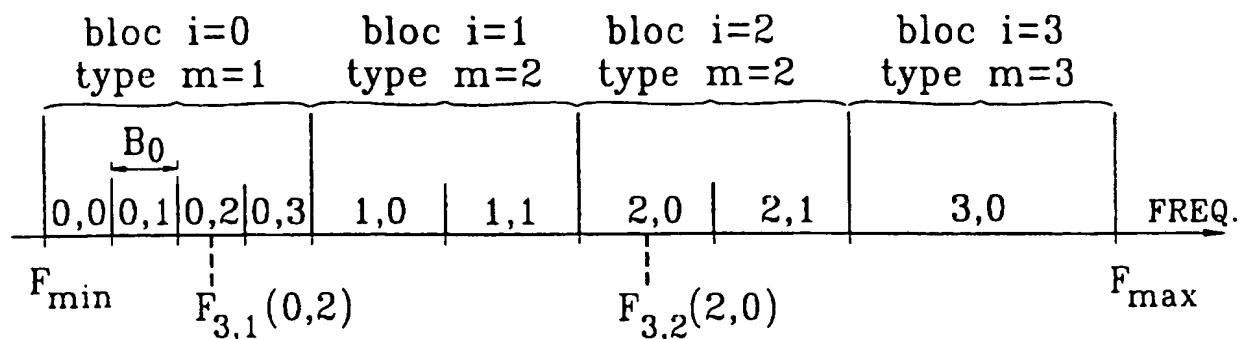 bloc i=0 bloc i=1 bloc i=2 bloc i=3
type m=1 type m=2 type m=2 type m=3
B0
0,0 0,1 0,2 0,3 1,0 1,1 2,0 2,1 3,0 FREQ.
Fmin F3,1(0,2) F3,2(2,0) Fmax